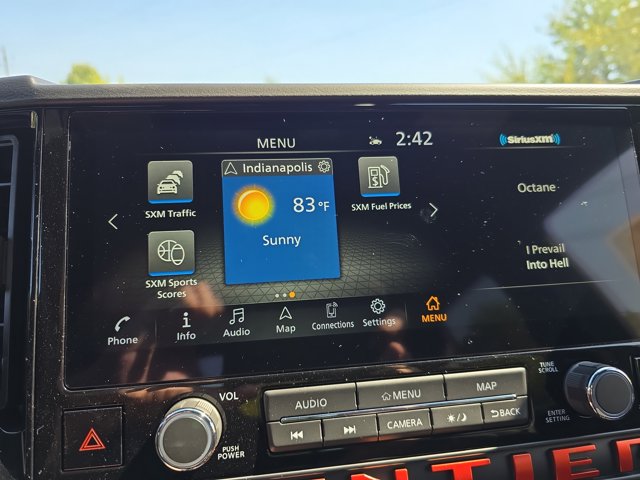 MENU
2:42
SiriusXM
SXM Traffic
Indianapolis
83°F
Sunny
SXM Fuel Prices
SXM Sports
Scores
Octane
I Prevail
Into Hell
Phone
Info
Audio
Map
Connections
Settings
MENU
VOL
PUSH
POWER
AUDIO
MENU
MAP
CAMERA
BACK
TUNE
SCROLL
ENTER
SETTING
NTIER